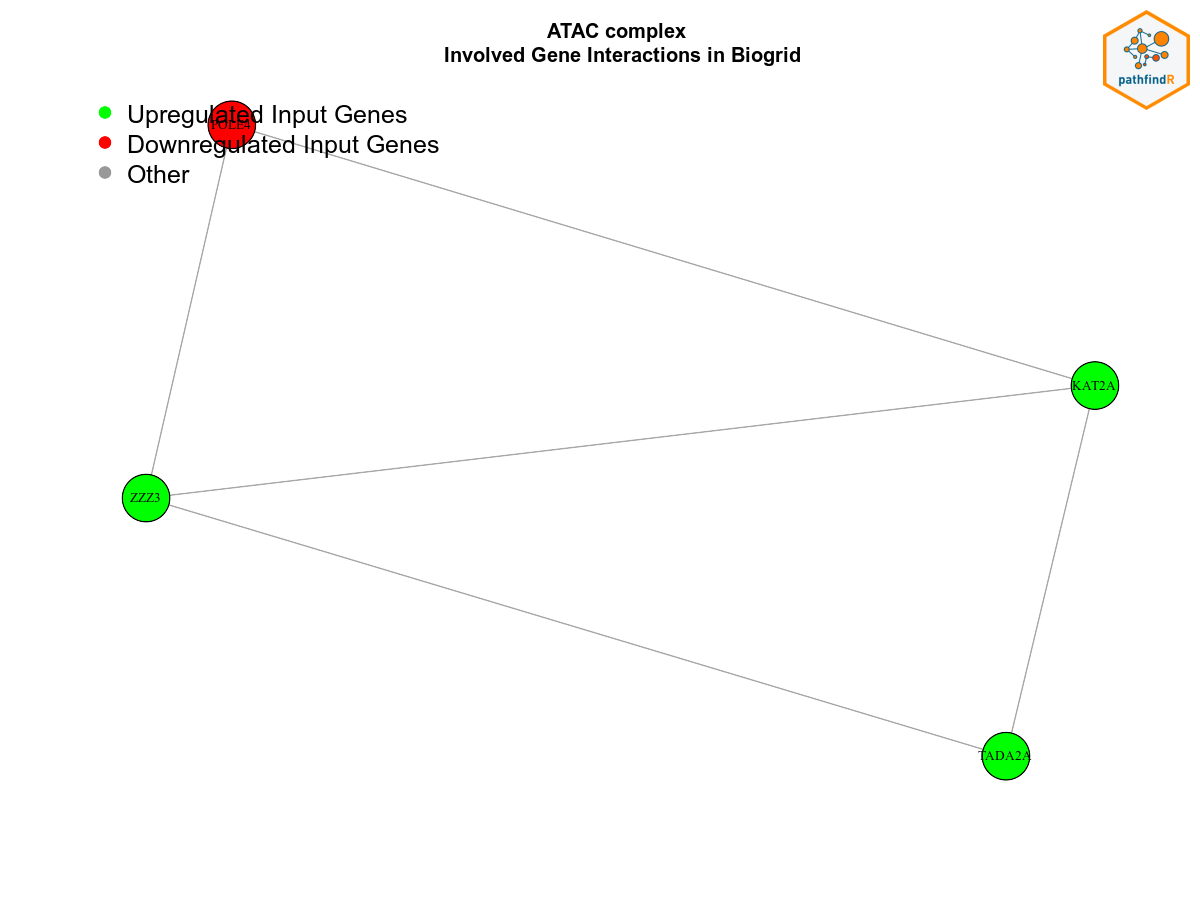 ATAC complex
Involved Gene Interactions in Biogrid
pathfindR
Upregulated Input Genes
POLE4
Downregulated Input Genes
Other
KAT2A
ZZZ3
TADA2A